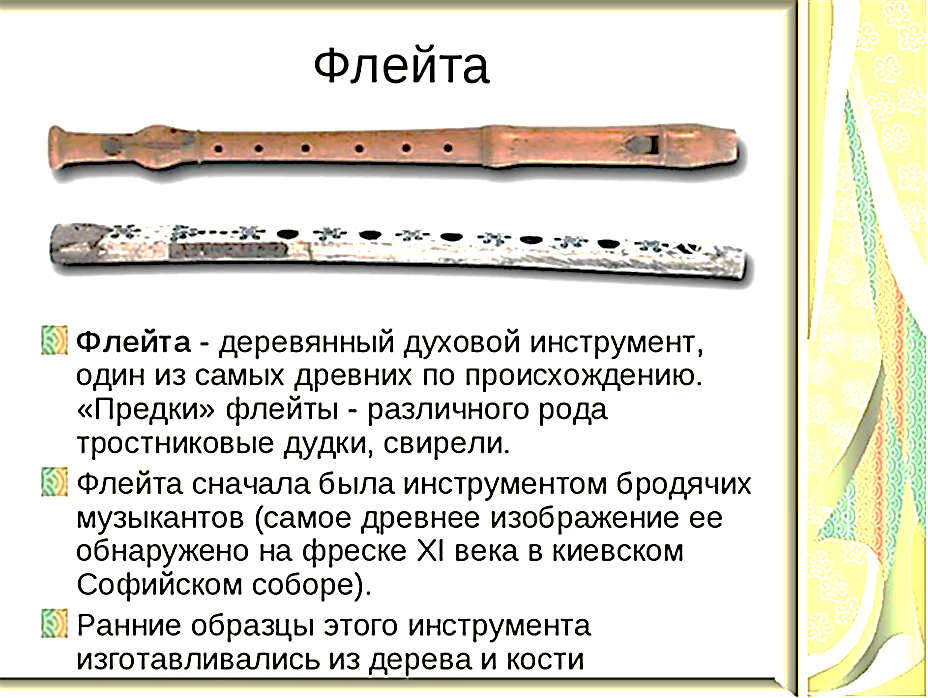 Флейта
Флейта - деревянный духовой инструмент,
один из самых древних по происхождению.
«Предки» флейты - различного рода
тростниковые дудки, свирели.
Флейта сначала была инструментом бродячих
музыкантов (самое древнее изображение ее
обнаружено на фреске XI века в киевском
Софийском соборе).
Ранние образцы этого инструмента
изготавливались из дерева и кости